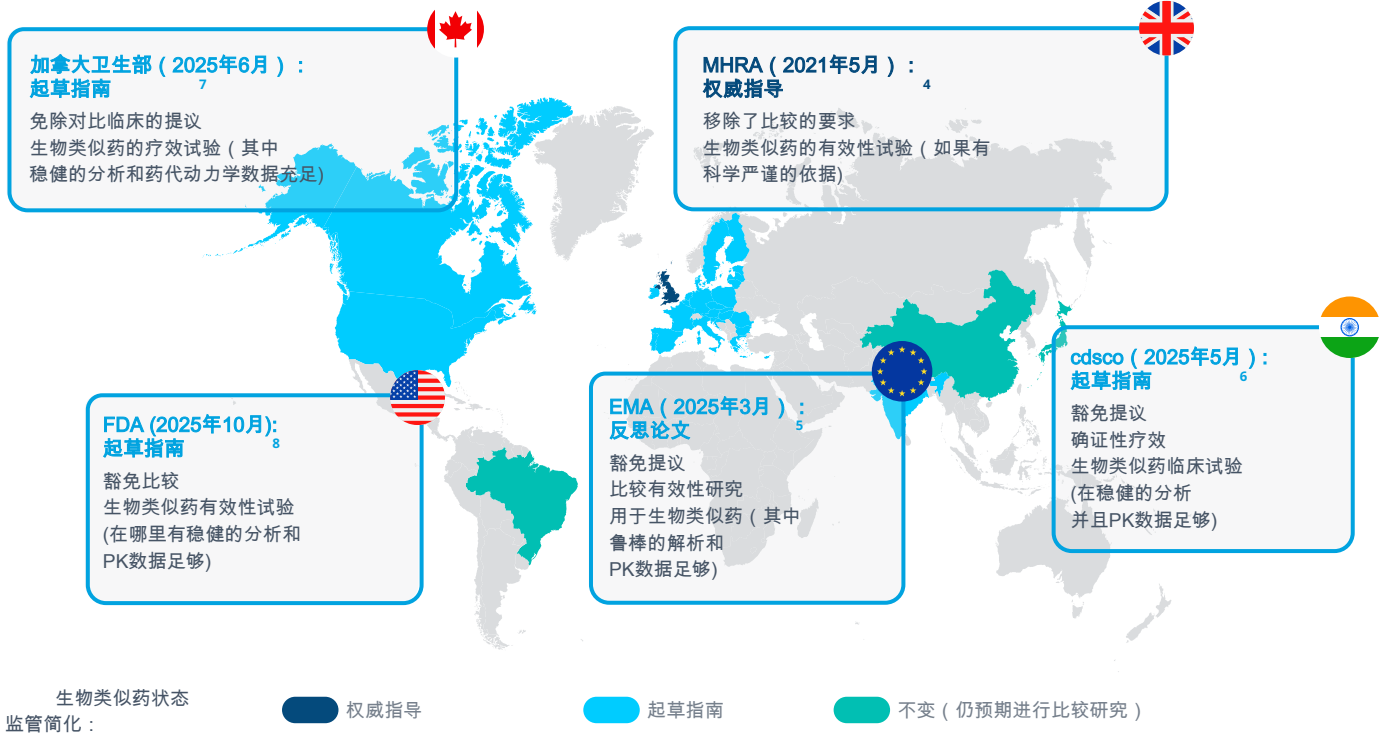 加拿大卫生部（2025年6月）:
起草指南 7
免除对比临床的提议
生物类似药的疗效试验（其中
稳健的分析和药代动力学数据充足)
MHRA（2021年5月）:
权威指导 4
移除了比较的要求
生物类似药的有效性试验（如果有
科学严谨的依据)
FDA (2025年10月):
起草指南 8
豁免比较
生物类似药有效性试验
(在哪里有稳健的分析和
PK数据足够)
EMA（2025年3月）:
反思论文 5
豁免提议
比较有效性研究
用于生物类似药（其中
鲁棒的解析和
PK数据足够)
cdsco（2025年5月）:
起草指南 6
豁免提议
确证性疗效
生物类似药临床试验
(在稳健的分析
并且PK数据足够)
生物类似药状态
监管简化：
权威指导
起草指南
不变（仍预期进行比较研究）